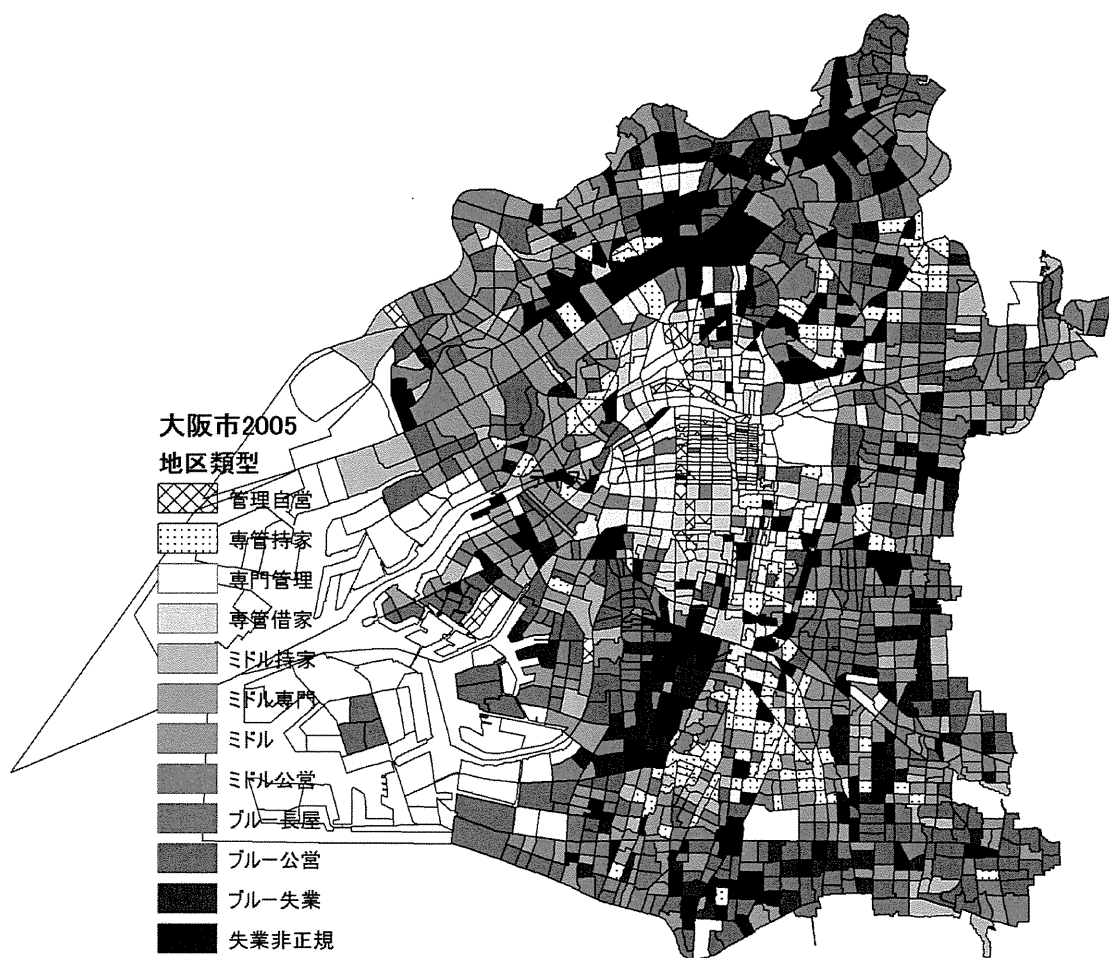 大阪市2005
地区類型
管理自営
専管持家
専門管理
専管借家
ミドル持家
ミドル専門
ミドル
ミドル公営
ブルー長屋
ブルー公営
ブルー失業
失業非正規